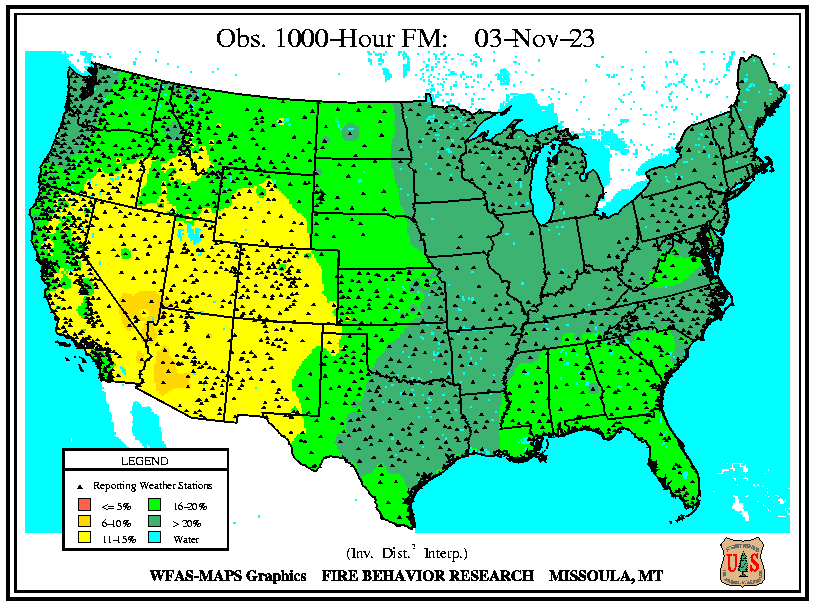 Obs. 1000-Hour FM: 03-Nov-23
LEGEND
Reporting Weather Stations
<= 5% 16-20%
6-10% > 20%
11-15% Water
(Inv. Dist.² Interp.)
WFAS-MAPS Graphics FIRE BEHAVIOR RESEARCH MISSOULA, MT
U S